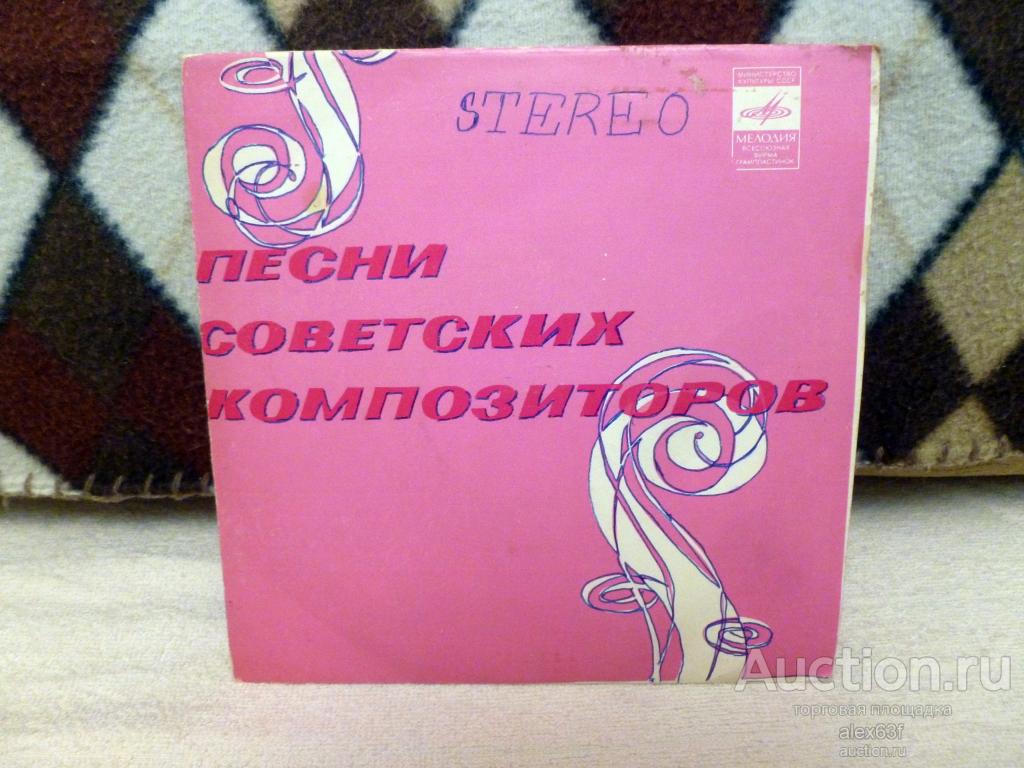 STEREO
МИНИСТЕРСТВО
КУЛЬТУРЫ СССР
МЕЛОДИЯ
ВСЕСОЮЗНАЯ
ФИРМА
ГРАМПЛАСТИНОК
ПЕСНИ
СОВЕТСКИХ
КОМПОЗИТОРОВ
Auction.ru
торговая площадка
alex63f
auction.ru